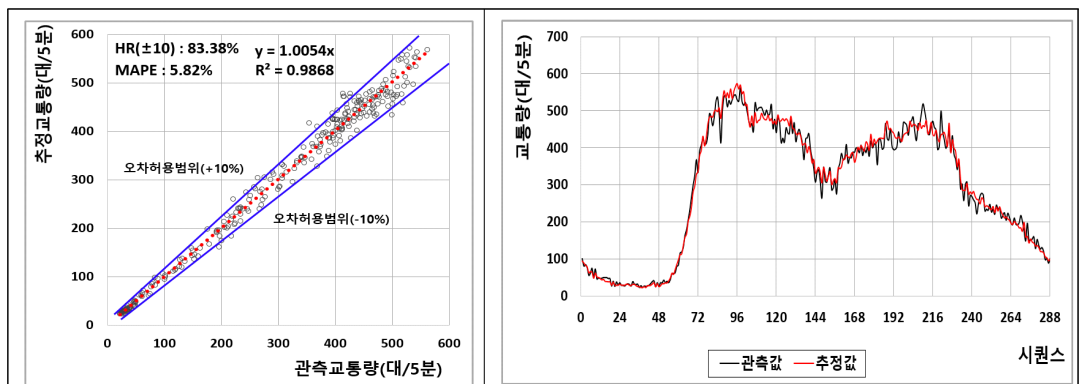 추정교통량(대/5분)
600
500
400
300
200
100
0
HR(±10) : 83.38%
MAPE : 5.82%
y = 1.0054x
R² = 0.9868
오차허용범위(+10%)
오차허용범위(-10%)
0 100 200 300 400 500 600
관측교통량(대/5분)
교통량(대/5분)
700
600
500
400
300
200
100
0
0 24 48 72 96 120 144 168 192 216 240 264 288
관측값 추정값
시퀀스